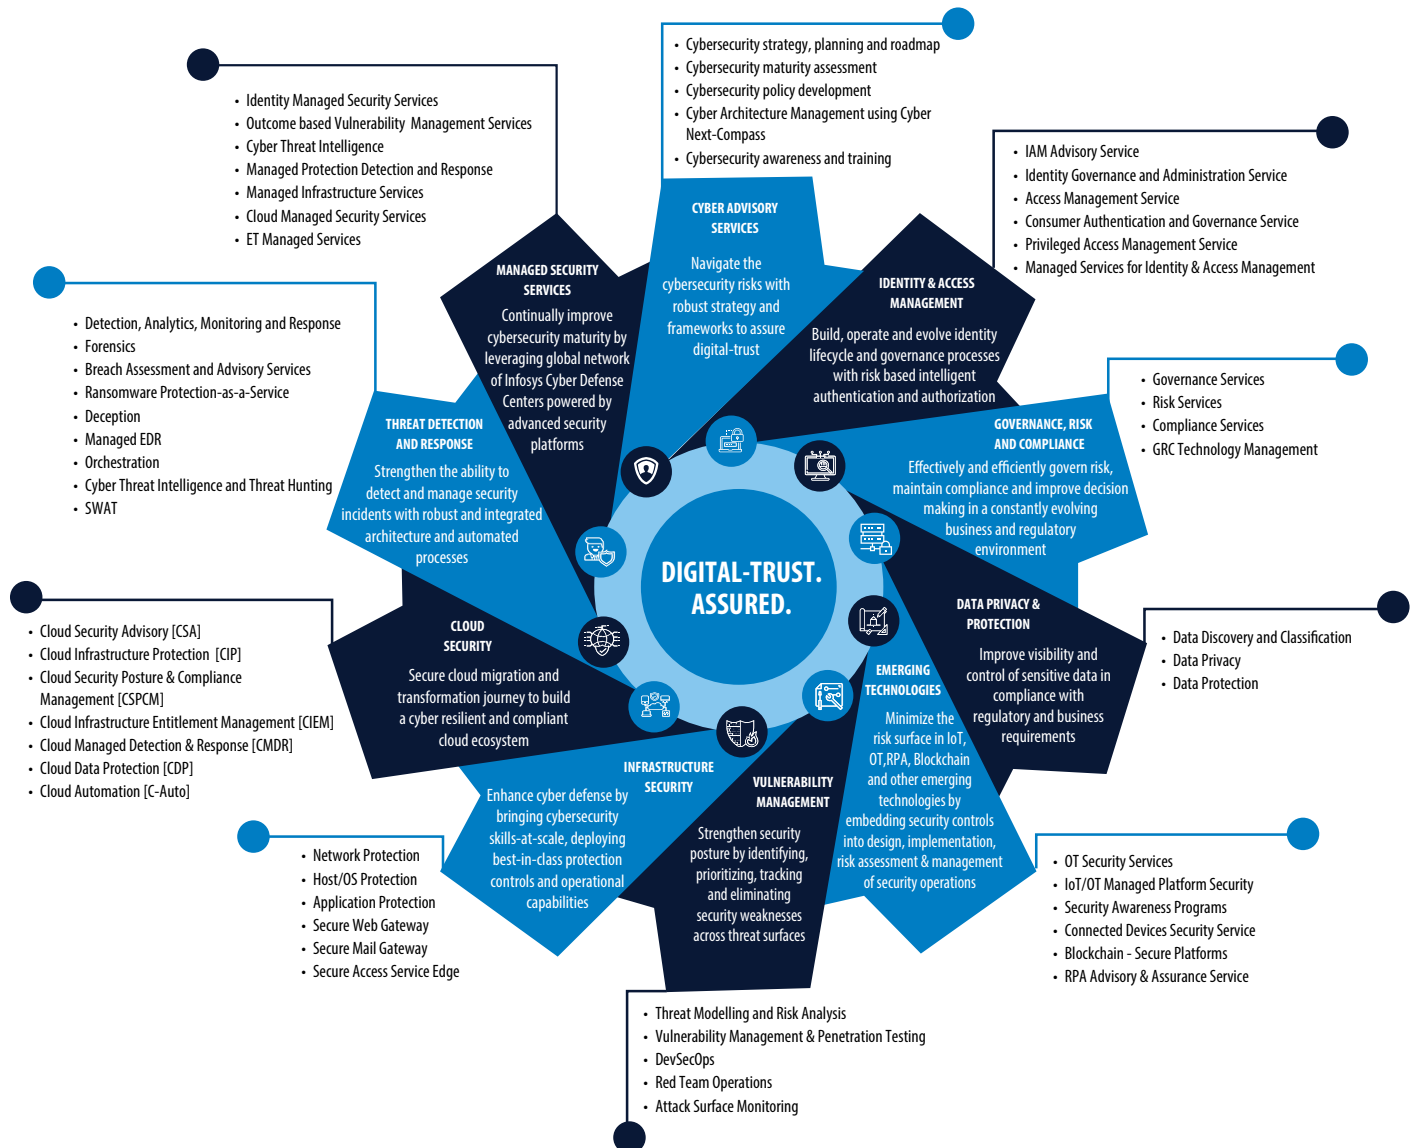 • Cybersecurity strategy, planning and roadmap
• Cybersecurity maturity assessment
• Cybersecurity policy development
• Cyber Architecture Management using Cyber
Next-Compass
• Cybersecurity awareness and training
CYBER ADVISORY
SERVICES
Navigate the
cybersecurity risks with
robust strategy and
frameworks to assure
digital-trust
• IAM Advisory Service
• Identity Governance and Administration Service
• Access Management Service
• Consumer Authentication and Governance Service
• Privileged Access Management Service
• Managed Services for Identity & Access Management
IDENTITY & ACCESS
MANAGEMENT
Build, operate and evolve identity
lifecycle and governance processes
with risk based intelligent
authentication and authorization
• Governance Services
• Risk Services
• Compliance Services
• GRC Technology Management
GOVERNANCE, RISK
AND COMPLIANCE
Effectively and efficiently govern risk,
maintain compliance and improve decision
making in a constantly evolving
business and regulatory
environment
• Data Discovery and Classification
• Data Privacy
• Data Protection
DATA PRIVACY &
PROTECTION
Improve visibility and
control of sensitive data in
compliance with
regulatory and business
requirements
• OT Security Services
• IoT/OT Managed Platform Security
• Security Awareness Programs
• Connected Devices Security Service
• Blockchain - Secure Platforms
• RPA Advisory & Assurance Service
EMERGING
TECHNOLOGIES
Minimize the
risk surface in IoT,
OT,RPA, Blockchain
and other emerging
technologies by
embedding security controls
into design, implementation,
risk assessment & management
of security operations
• Threat Modelling and Risk Analysis
• Vulnerability Management & Penetration Testing
• DevSecOps
• Red Team Operations
• Attack Surface Monitoring
VULNERABILITY
MANAGEMENT
Strengthen security
posture by identifying,
prioritizing, tracking
and eliminating
security weaknesses
across threat surfaces
• Network Protection
• Host/OS Protection
• Application Protection
• Secure Web Gateway
• Secure Mail Gateway
• Secure Access Service Edge
INFRASTRUCTURE
SECURITY
Enhance cyber defense by
bringing cybersecurity
skills-at-scale, deploying
best-in-class protection
controls and operational
capabilities
• Cloud Security Advisory [CSA]
• Cloud Infrastructure Protection [CIP]
• Cloud Security Posture & Compliance
Management [CSPCM]
• Cloud Infrastructure Entitlement Management [CIEM]
• Cloud Managed Detection & Response [CMDR]
• Cloud Data Protection [CDP]
• Cloud Automation [C-Auto]
CLOUD
SECURITY
Secure cloud migration and
transformation journey to build
a cyber resilient and compliant
cloud ecosystem
• Detection, Analytics, Monitoring and Response
• Forensics
• Breach Assessment and Advisory Services
• Ransomware Protection-as-a-Service
• Deception
• Managed EDR
• Orchestration
• Cyber Threat Intelligence and Threat Hunting
• SWAT
THREAT DETECTION
AND RESPONSE
Strengthen the ability to
detect and manage security
incidents with robust and integrated
architecture and automated
processes
• Identity Managed Security Services
• Outcome based Vulnerability Management Services
• Cyber Threat Intelligence
• Managed Protection Detection and Response
• Managed Infrastructure Services
• Cloud Managed Security Services
• ET Managed Services
MANAGED SECURITY
SERVICES
Continually improve
cybersecurity maturity by
leveraging global network
of Infosys Cyber Defense
Centers powered by
advanced security
platforms
DIGITAL-TRUST.
ASSURED.